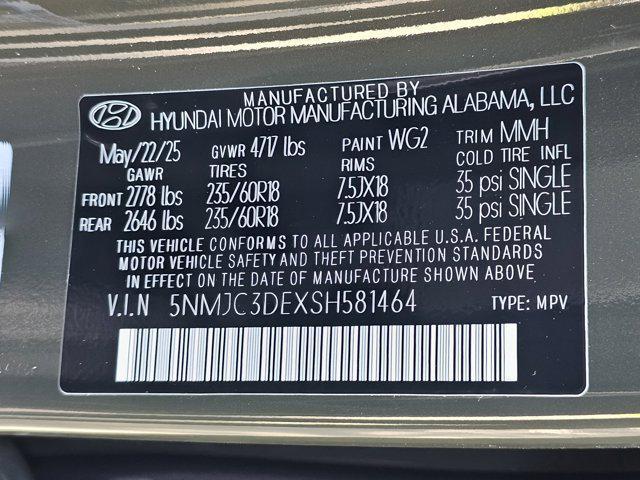 MANUFACTURED BY
HYUNDAI MOTOR MANUFACTURING ALABAMA, LLC
May/22/25 GVWR 4717 lbs PAINT WG2 TRIM MMH
GAWR TIRES RIMS COLD TIRE INFL
FRONT 2778 lbs 235/60R18 7.5JX18 35 psi SINGLE
REAR 2646 lbs 235/60R18 7.5JX18 35 psi SINGLE
THIS VEHICLE CONFORMS TO ALL APPLICABLE U.S.A. FEDERAL
MOTOR VEHICLE SAFETY AND THEFT PREVENTION STANDARDS
IN EFFECT ON THE DATE OF MANUFACTURE SHOWN ABOVE.
V.I.N 5NMJC3DEXSH581464 TYPE: MPV